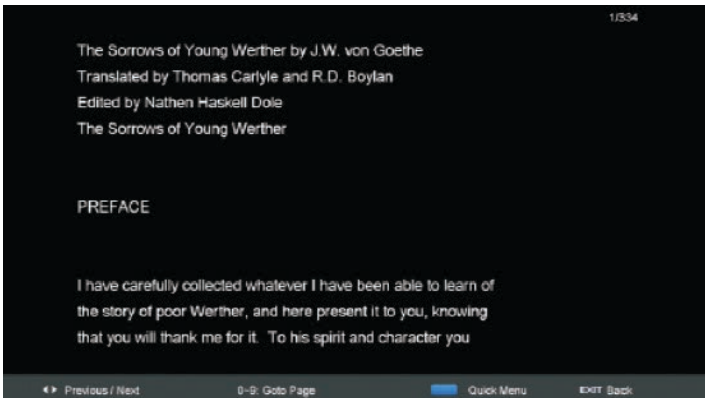 1/334
The Sorrows of Young Werther by J.W. von Goethe
Translated by Thomas Carlyle and R.D. Boylan
Edited by Nathen Haskell Dole
The Sorrows of Young Werther
PREFACE
I have carefully collected whatever I have been able to learn of
the story of poor Werther, and here present it to you, knowing
that you will thank me for it.  To his spirit and character you
Previous / Next 0~9: Goto Page Quick Menu EXIT Back